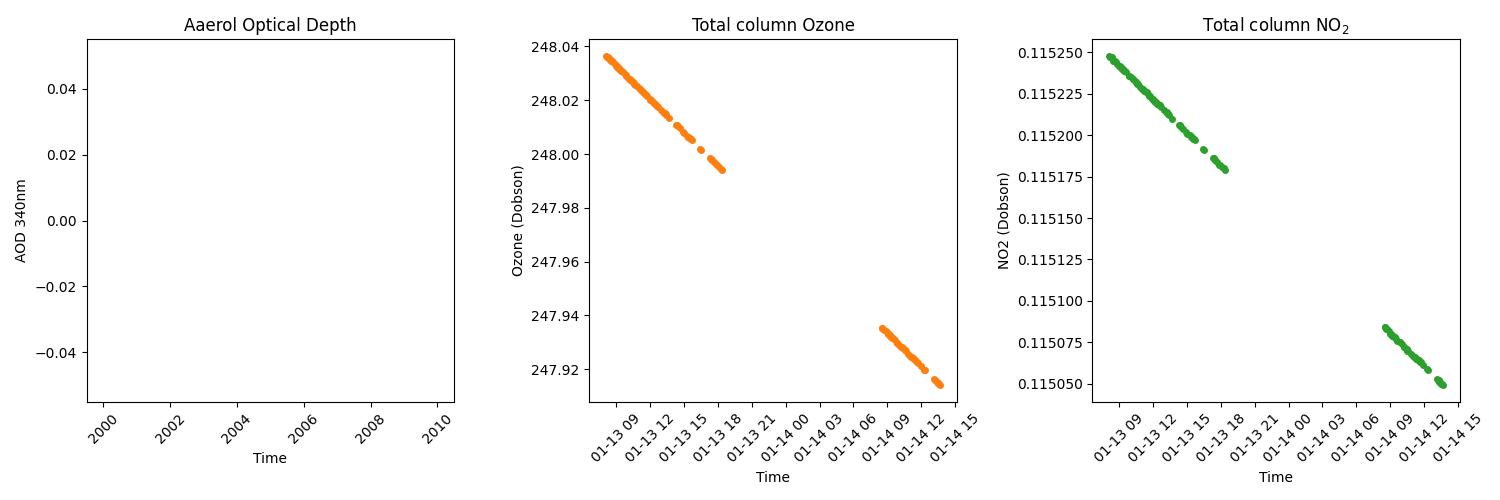 Aaerol Optical Depth
AOD 340nm
0.04
0.02
0.00
−0.02
−0.04
2000 2002 2004 2006 2008 2010
Time
Total column Ozone
Ozone (Dobson)
248.04
248.02
248.00
247.98
247.96
247.94
247.92
01-13 09 01-13 12 01-13 15 01-13 18 01-13 21 01-14 00 01-14 03 01-14 06 01-14 09 01-14 12 01-14 15
Time
Total column NO₂
NO2 (Dobson)
0.115250
0.115225
0.115200
0.115175
0.115150
0.115125
0.115100
0.115075
0.115050
01-13 09 01-13 12 01-13 15 01-13 18 01-13 21 01-14 00 01-14 03 01-14 06 01-14 09 01-14 12 01-14 15
Time